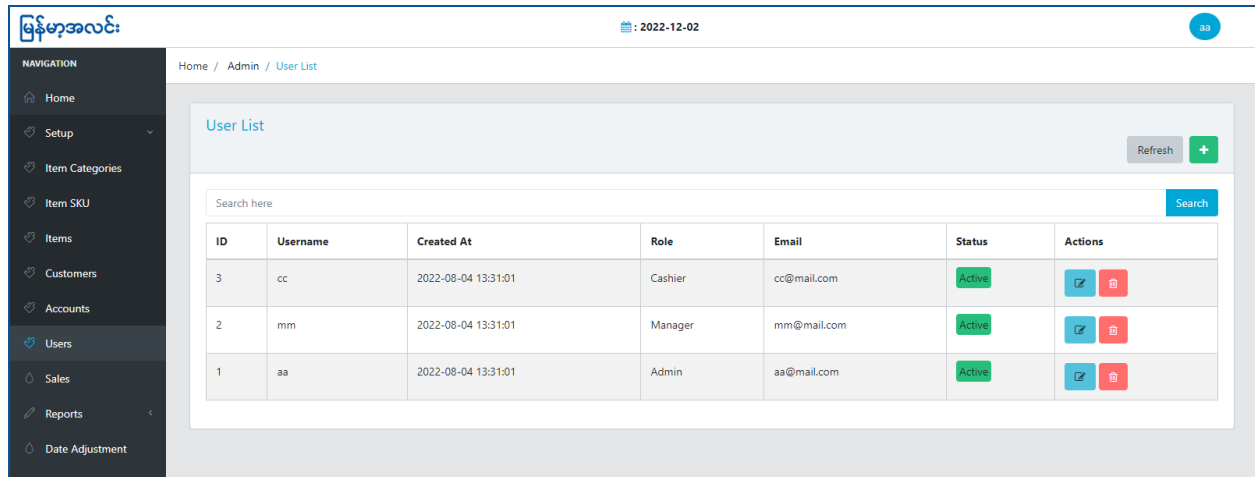 မြန်မာ့အလင်း
: 2022-12-02
aa
NAVIGATION
Home / Admin / User List
Home
Setup
Item Categories
Item SKU
Items
Customers
Accounts
Users
Sales
Reports
Date Adjustment
User List
Refresh +
Search here Search
ID Username Created At Role Email Status Actions
3 cc 2022-08-04 13:31:01 Cashier cc@mail.com Active
2 mm 2022-08-04 13:31:01 Manager mm@mail.com Active
1 aa 2022-08-04 13:31:01 Admin aa@mail.com Active